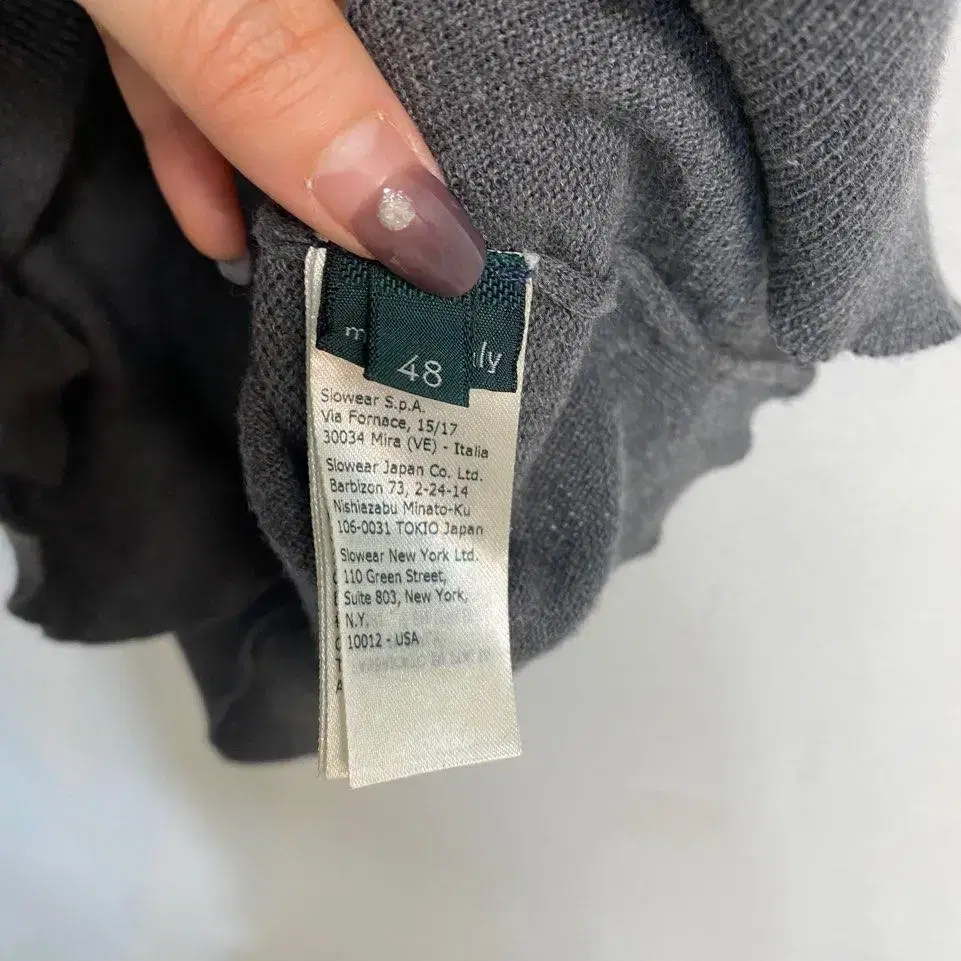 m ly
48
Slowear S.p.A.
Via Fornace, 15/17
30034 Mira (VE) - Italia
Slowear Japan Co. Ltd.
Barbizon 73, 2-24-14
Nishiazabu Minato-Ku
106-0031 TOKIO Japan
Slowear New York Ltd.
110 Green Street,
Suite 803, New York,
N.Y.
10012 - USA